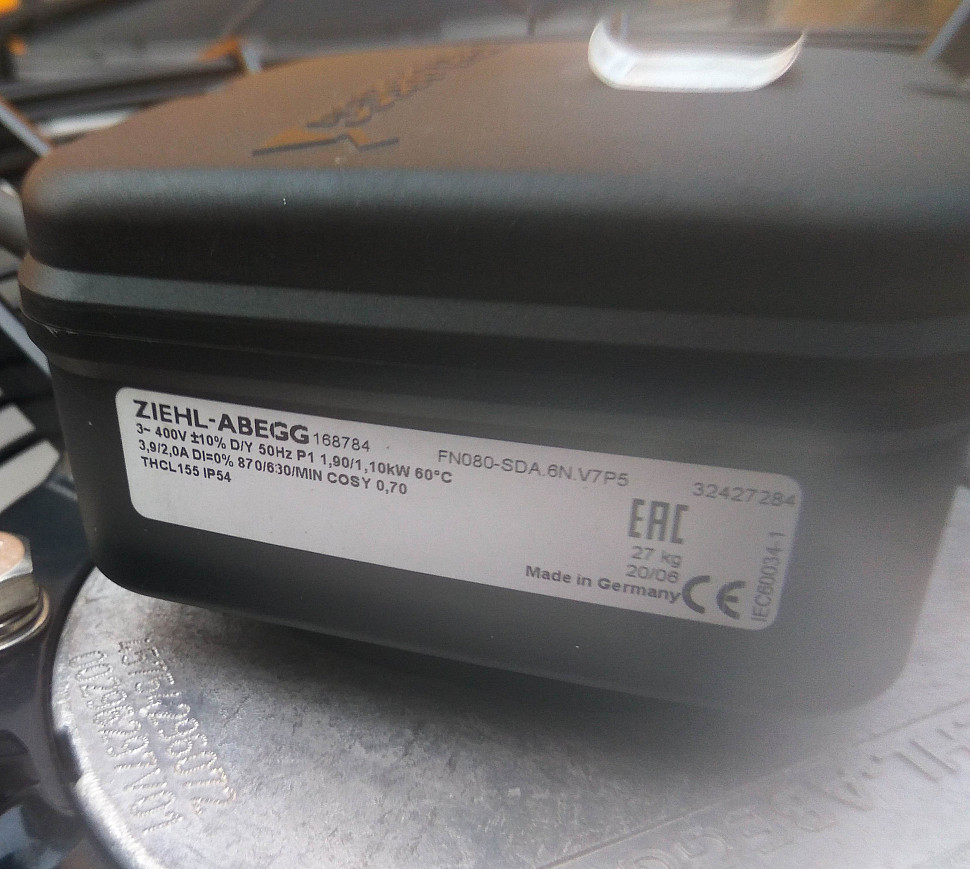 ZIEHL-ABEGG 168784 FN080-SDA.6N.V7P5 32427284
3~ 400V ±10% D/Y 50Hz P1 1,90/1,10kW 60°C
3,9/2,0A DI=0% 870/630/MIN COSY 0,70
THCL155 IP54
EAC
27 kg
20/06
Made in Germany CE
IEC60034-1